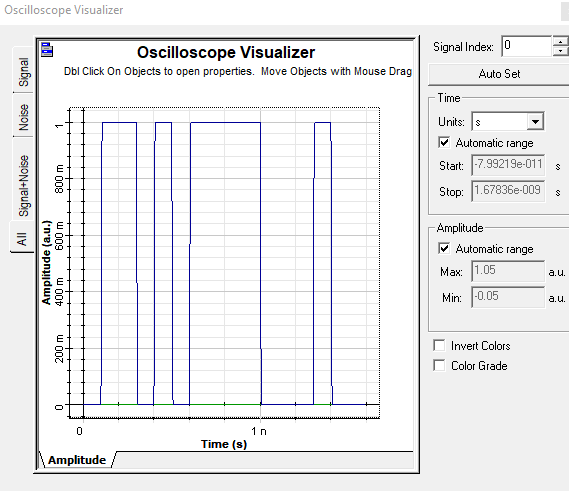 Oscilloscope Visualizer
Oscilloscope Visualizer
Dbl Click On Objects to open properties. Move Objects with Mouse Drag
Signal
Noise
Signal+Noise
All
Amplitude (a.u.)
1
800 m
600 m
400 m
200 m
0
0
1 n
Time (s)
Amplitude
Signal Index: 0
Auto Set
Time
Units: s
Automatic range
Start: -7.99219e-011 s
Stop: 1.67836e-009 s
Amplitude
Automatic range
Max: 1.05 a.u.
Min: -0.05 a.u.
Invert Colors
Color Grade